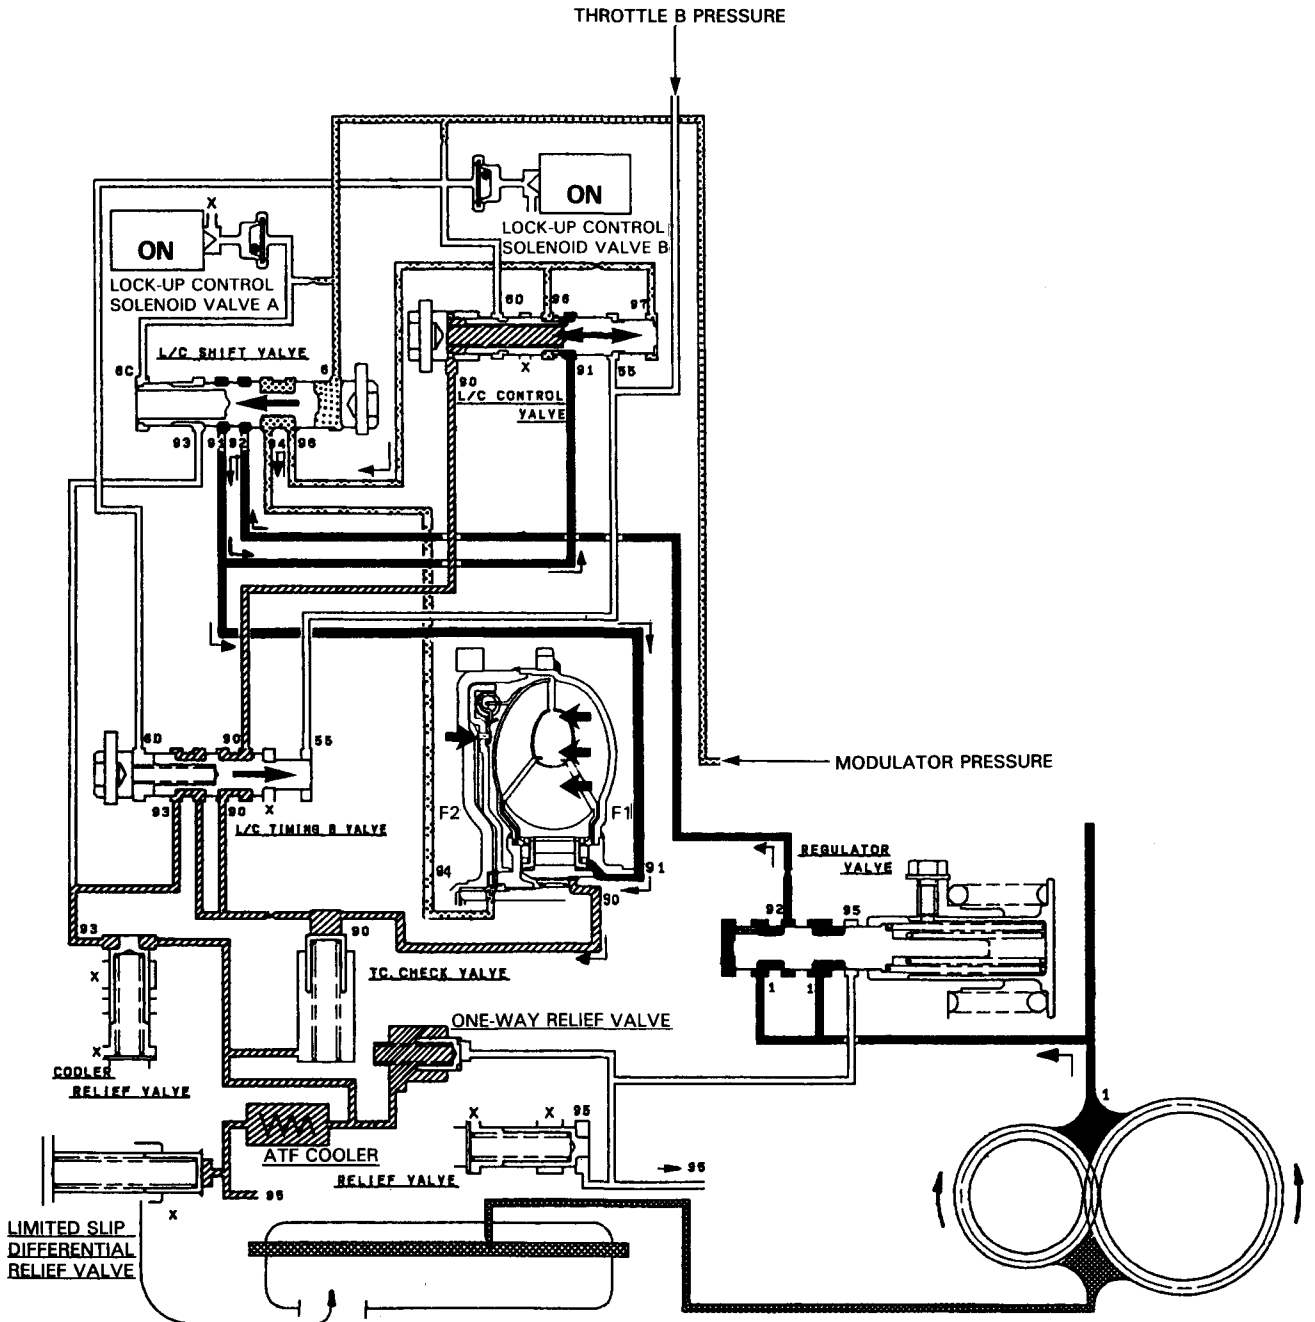 THROTTLE B PRESSURE
ON
LOCK-UP CONTROL
SOLENOID VALVE B
X
ON
LOCK-UP CONTROL
SOLENOID VALVE A
L/C SHIFT VALVE
6D
96
97
6C
6
X
90
91
55
L/C CONTROL
VALVE
93
91
92
94
96
6D
90
55
MODULATOR PRESSURE
93
90
X
L/C TIMING B VALVE
F2
F1
94
91
90
REGULATOR
VALVE
92
95
1
1
93
90
TC. CHECK VALVE
X
X
COOLER
RELIEF VALVE
ONE-WAY RELIEF VALVE
1
X
X
95
ATF COOLER
RELIEF VALVE
96
95
X
LIMITED SLIP
DIFFERENTIAL
RELIEF VALVE